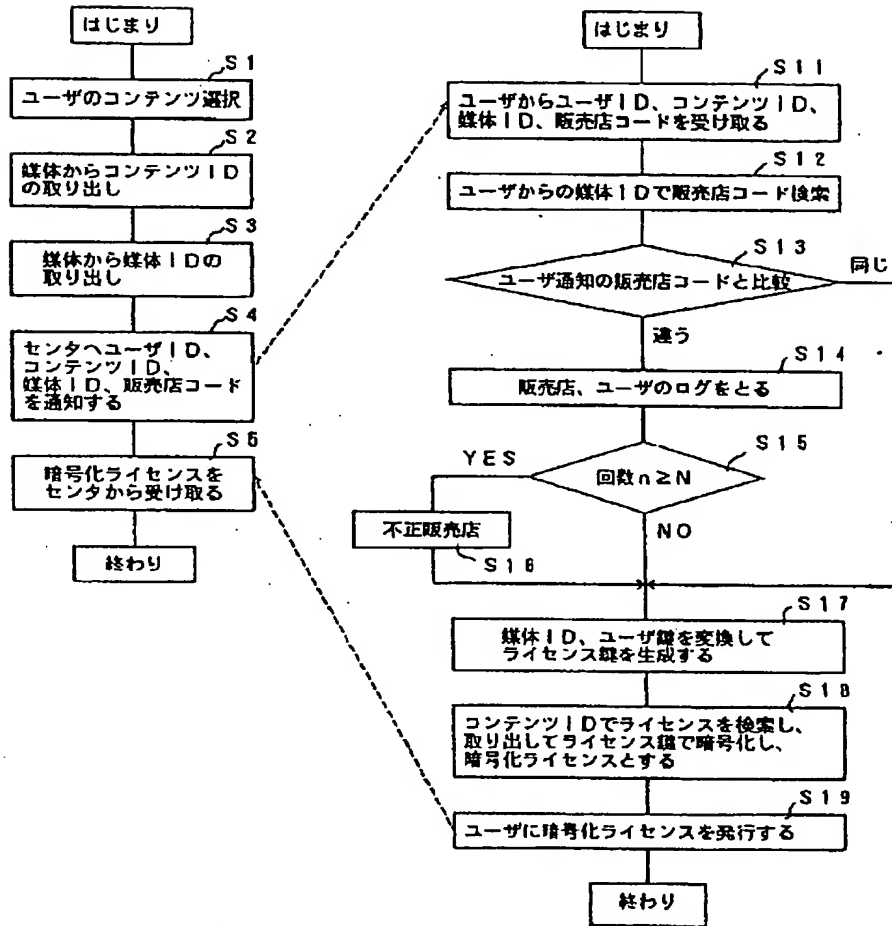 はじまり
S1
ユーザのコンテンツ選択
S2
媒体からコンテンツID
の取り出し
S3
媒体から媒体IDの
取り出し
S4
センタへユーザID、
コンテンツID、
媒体ID、販売店コード
を通知する
S5
暗号化ライセンスを
センタから受け取る
終わり
はじまり
S11
ユーザからユーザID、コンテンツID、
媒体ID、販売店コードを受け取る
S12
ユーザからの媒体IDで販売店コード検索
S13
ユーザ通知の販売店コードと比較
同じ
違う
S14
販売店、ユーザのログをとる
S15
回数n≥N
YES
不正販売店
S16
NO
S17
媒体ID、ユーザ鍵を変換して
ライセンス鍵を生成する
S18
コンテンツIDでライセンスを検索し、
取り出してライセンス鍵で暗号化し、
暗号化ライセンスとする
S19
ユーザに暗号化ライセンスを発行する
終わり